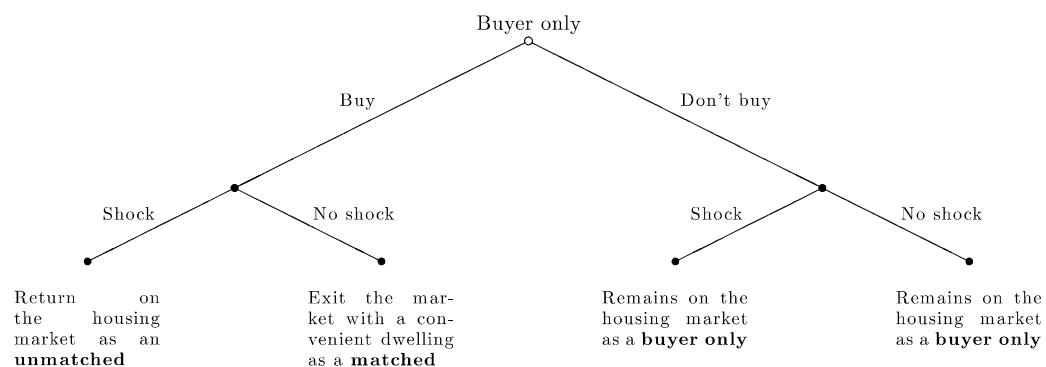 Buyer only
Buy
Don't buy
Shock
No shock
Shock
No shock
Return on
the housing
market as an
unmatched
Exit the mar-
ket with a con-
venient dwelling
as a matched
Remains on the
housing market
as a buyer only
Remains on the
housing market
as a buyer only